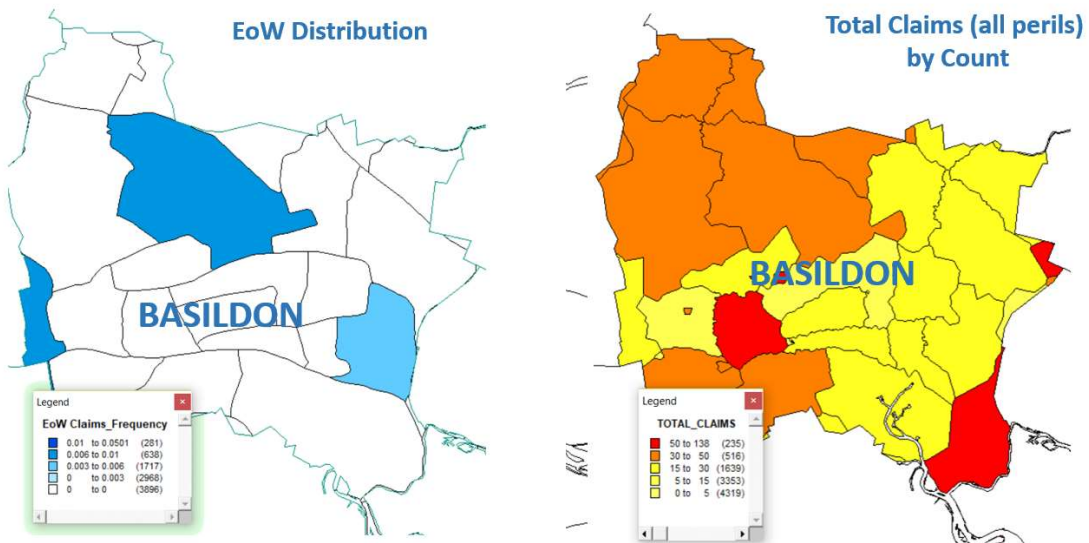 EoW Distribution
BASILDON
Legend
EoW Claims_Frequency
0.01 to 0.0501 (281)
0.006 to 0.01 (638)
0.003 to 0.006 (1717)
0 to 0.003 (2968)
0 to 0 (3896)
Total Claims (all perils)
by Count
BASILDON
Legend
TOTAL_CLAIMS
50 to 138 (235)
30 to 50 (516)
15 to 30 (1639)
5 to 15 (3353)
0 to 5 (4319)